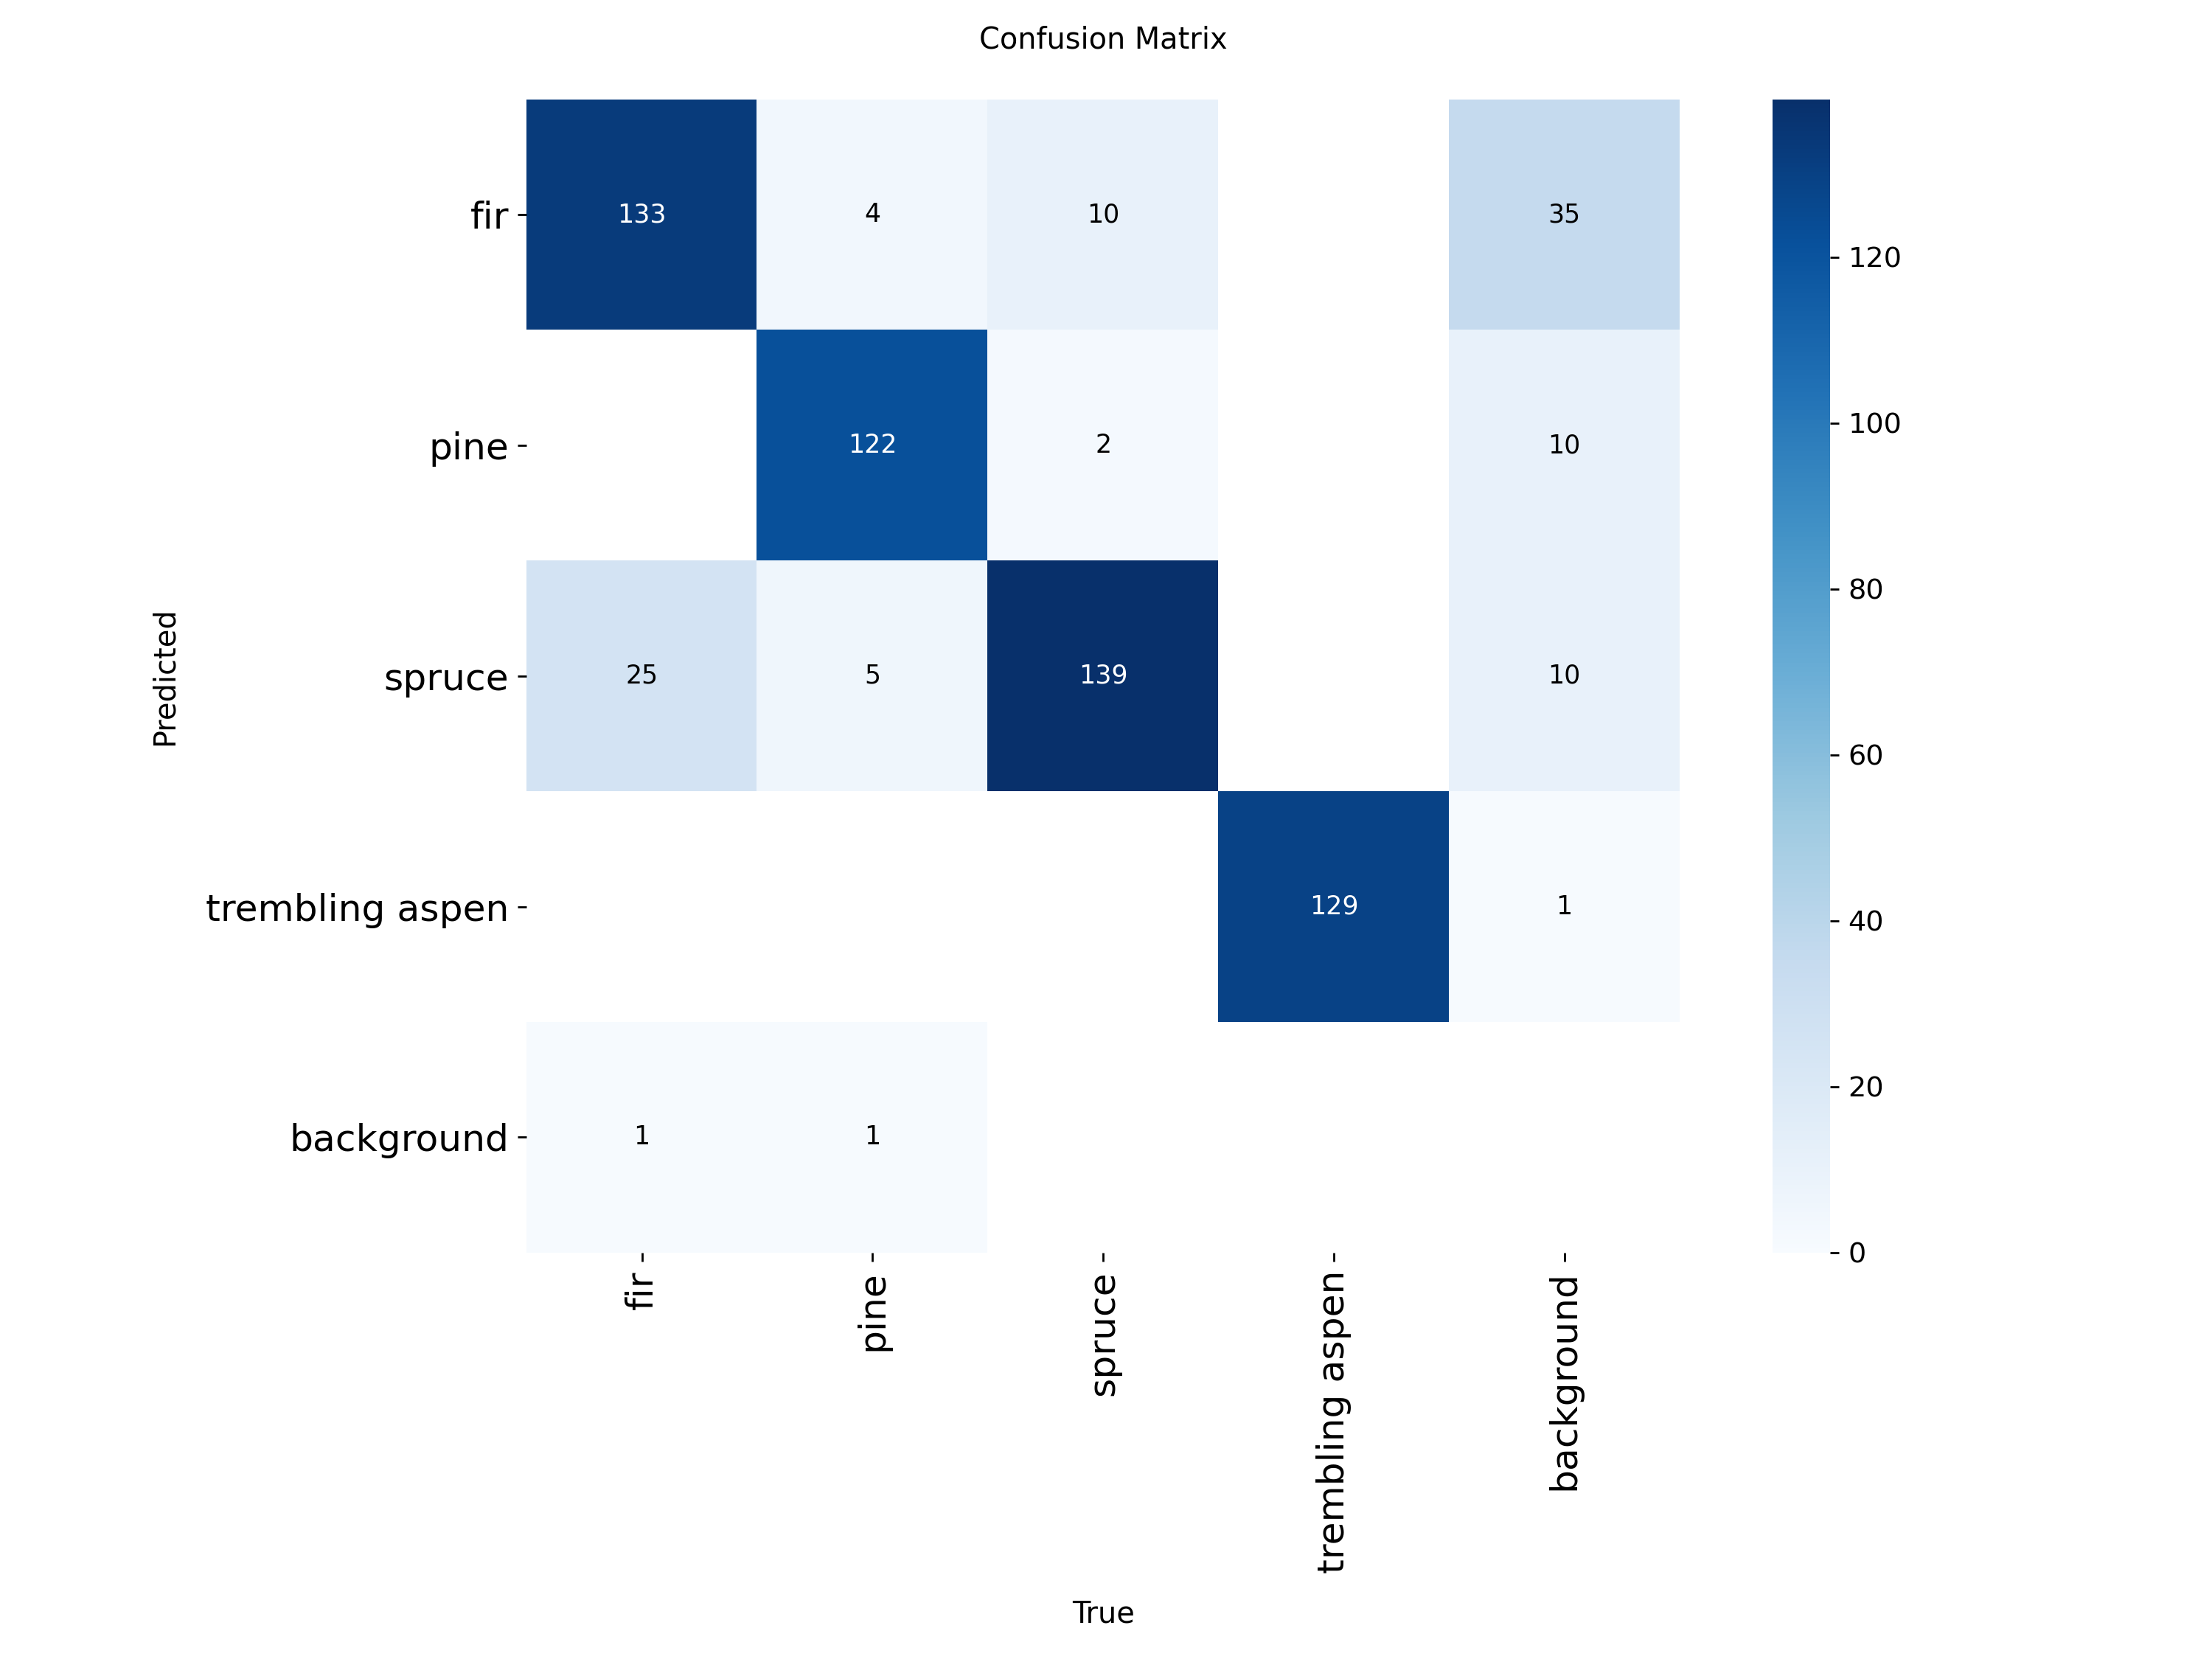 Confusion Matrix
fir
133
4
10
35
pine
122
2
10
spruce
25
5
139
10
trembling aspen
129
1
background
1
1
Predicted
fir
pine
spruce
trembling aspen
background
True
120
100
80
60
40
20
0